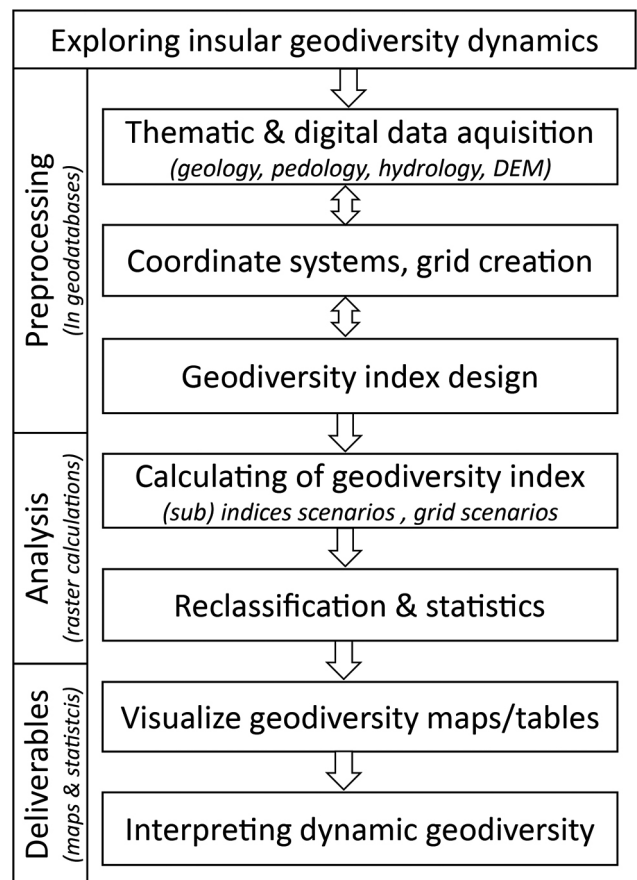 Exploring insular geodiversity dynamics
Preprocessing
(In geodatabases)
Thematic & digital data aquisition
(geology, pedology, hydrology, DEM)
Coordinate systems, grid creation
Geodiversity index design
Analysis
(raster calculations)
Calculating of geodiversity index
(sub) indices scenarios , grid scenarios
Reclassification & statistics
Deliverables
(maps & statistcis)
Visualize geodiversity maps/tables
Interpreting dynamic geodiversity